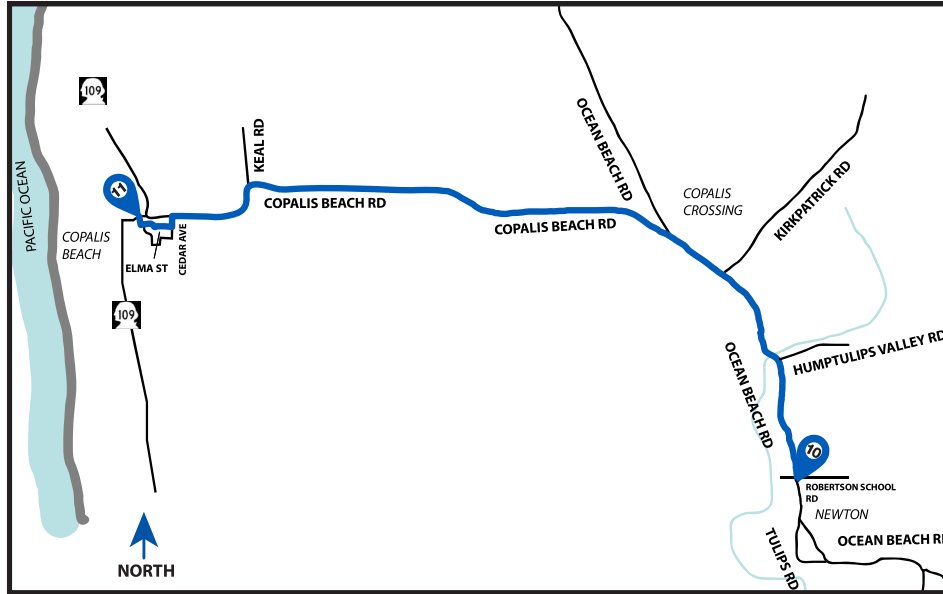 109
PACIFIC OCEAN
11
COPALIS
BEACH
KEAL RD
COPALIS BEACH RD
CEDAR AVE
ELMA ST
109
NORTH
OCEAN BEACH RD
COPALIS
CROSSING
COPALIS BEACH RD
KIRKPATRICK RD
OCEAN BEACH RD
HUMPTULIPS VALLEY RD
10
ROBERTSON SCHOOL
RD
NEWTON
TULIPS RD
OCEAN BEACH RD